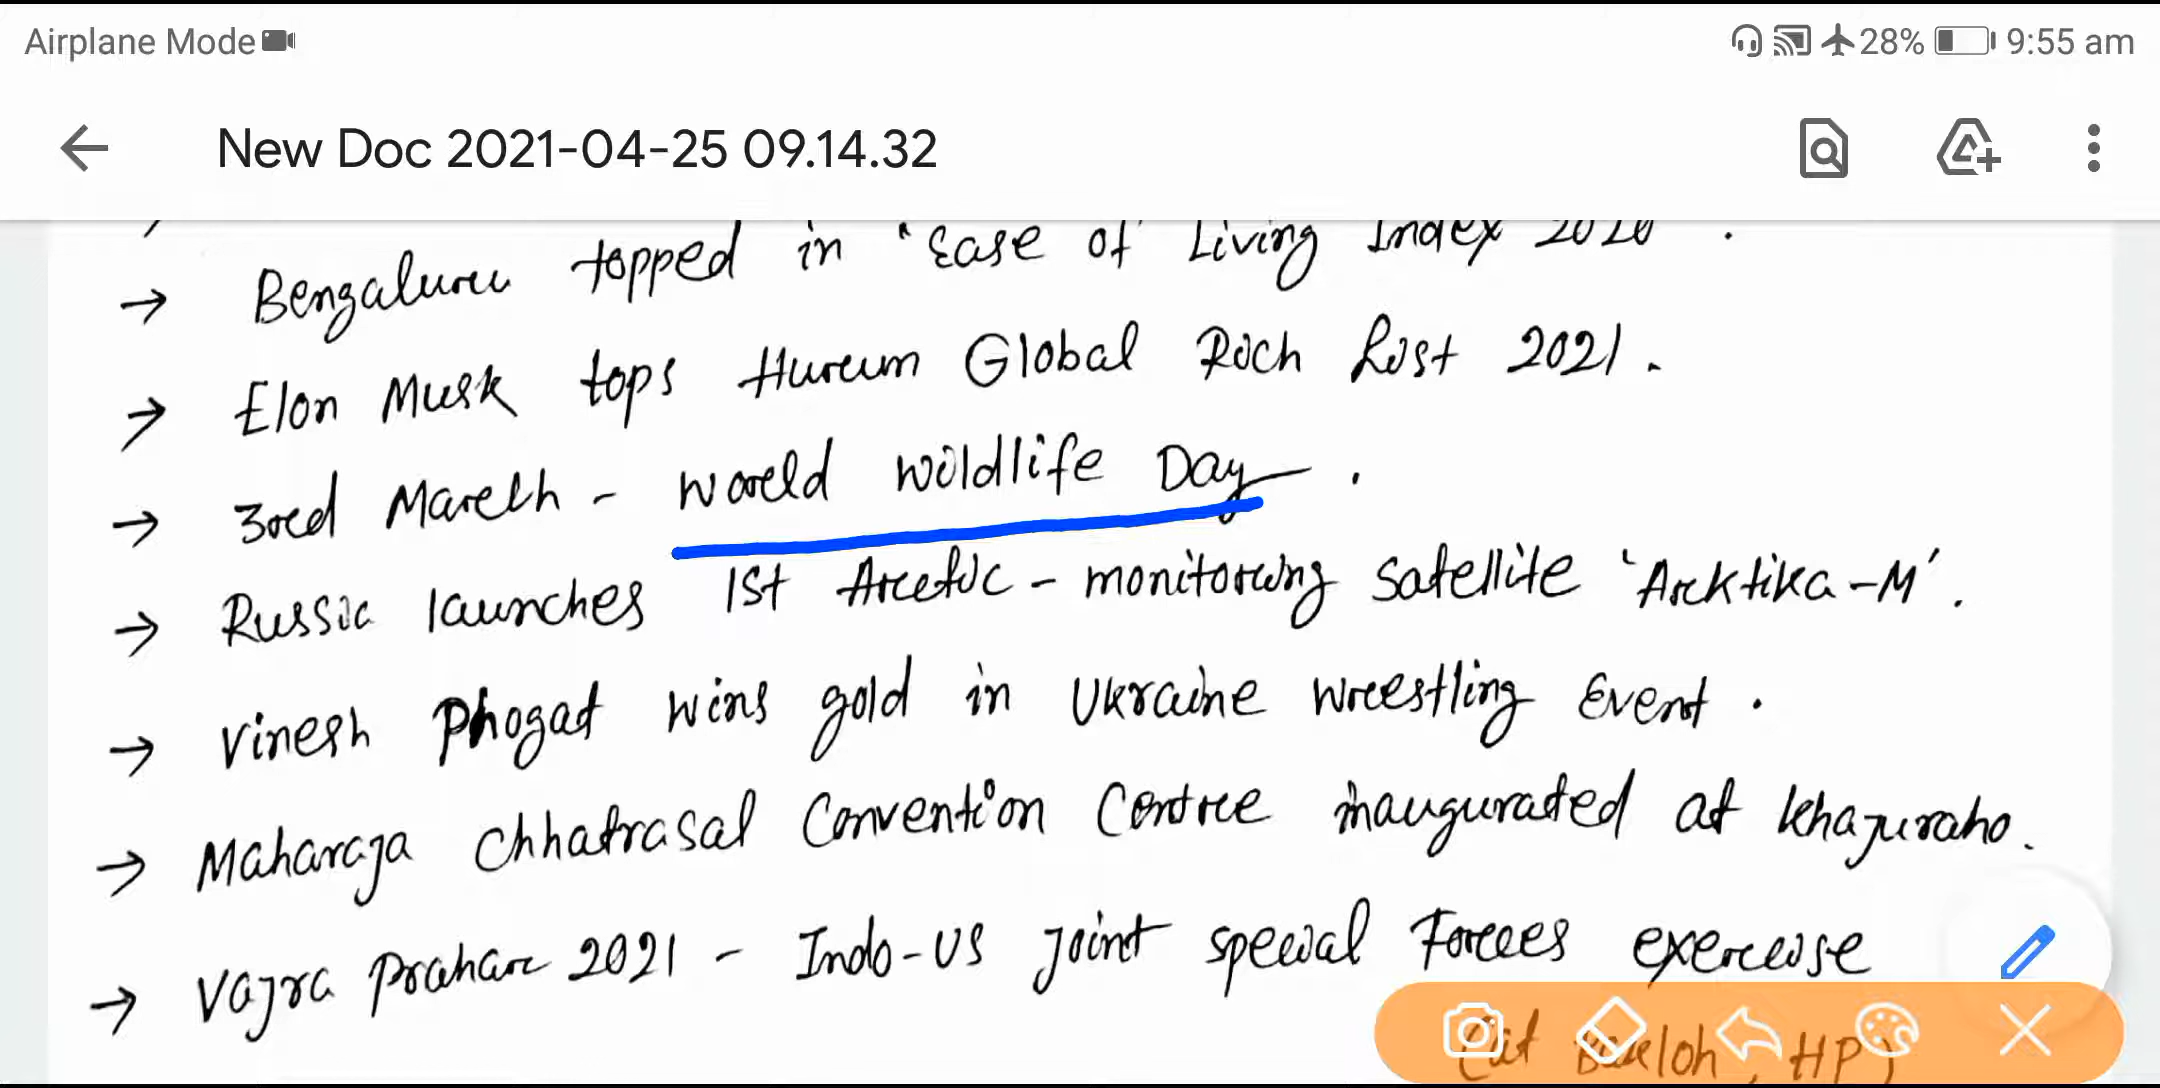 Airplane Mode 28% 9:55 am
New Doc 2021-04-25 09.14.32
→ Bengaluru topped in 'Ease of Living Index 2020 .
→ Elon Musk tops Hurun Global Rich List 2021.
→ 3rd March - World Wildlife Day .
→ Russia launches 1st Arctic - monitoring satellite 'Arktika-M'.
→ Vinesh Phogat wins gold in Ukraine wrestling Event .
→ Maharaja Chhatrasal Convention Centre inaugurated at Khajuraho.
→ Vajra Prahar 2021 - Indo-US joint special Forces exercise
(at Bakloh, HP)